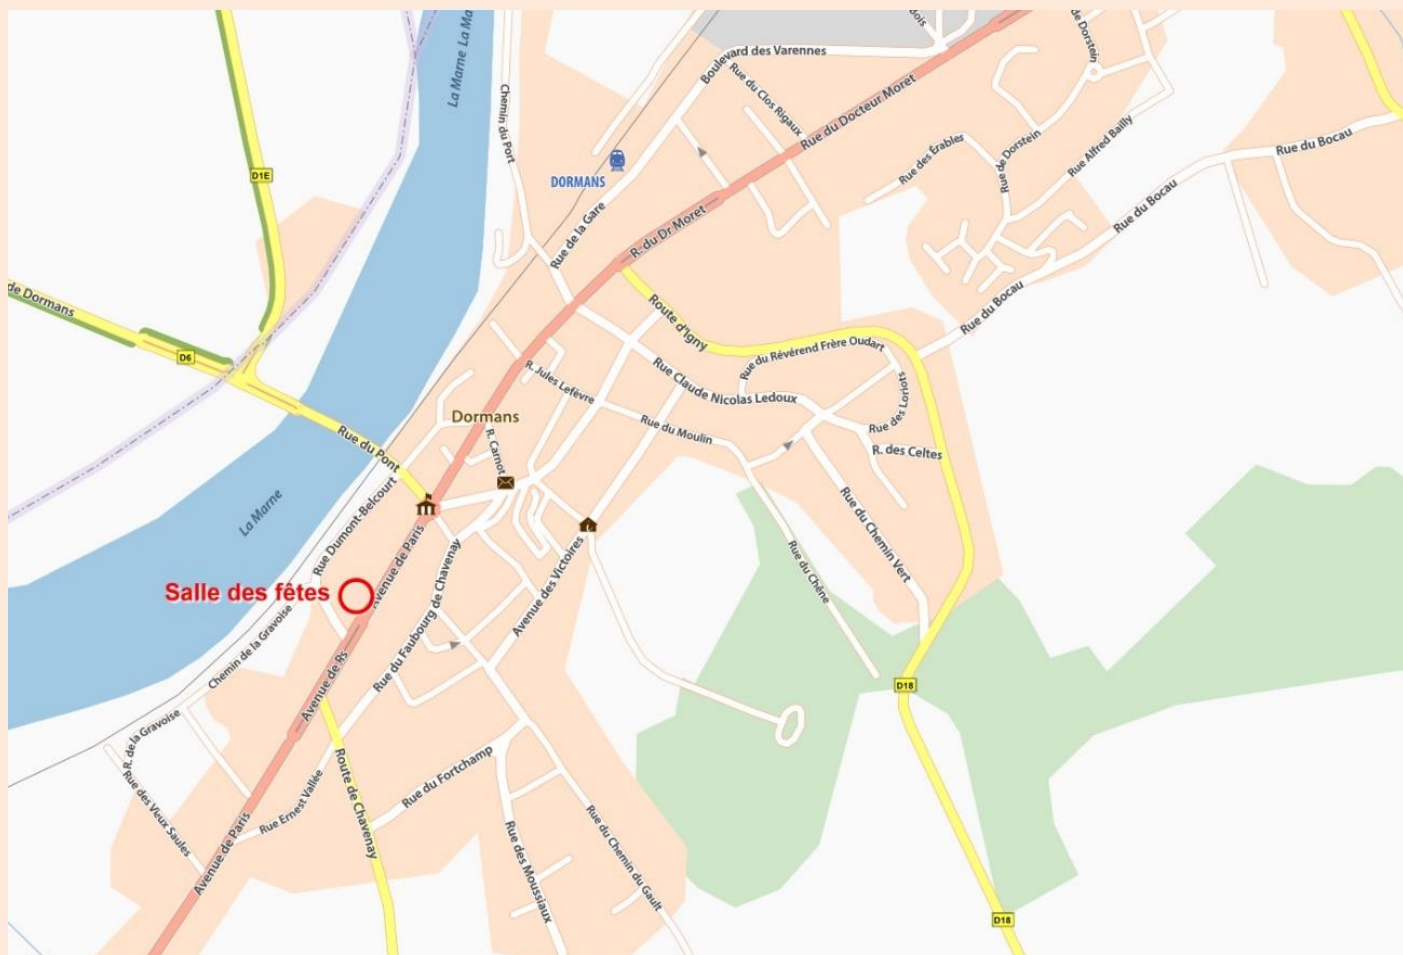 La Marne La Ma
Boulevard des Varennes
bois
de Dorstein
Rue du Clos Rigaux
Rue du Docteur Moret
Chemin du Port
Rue des Érables
Rue de Dorstein
Rue Alfred Bailly
Rue du Bocau
D1E
DORMANS
Rue du Bocau
Rue de la Gare
R. du Dr Moret
de Dormans
Route d'Igny
Rue du Bocau
D6
Rue du Révérend Frère Oudart
R. Jules Lefèvre
Rue Claude Nicolas Ledoux
Rue des Loriots
Dormans
Rue du Moulin
Rue du Pont
R. Carnot
R. des Celtes
La Marne
Rue Dumont-Belcourt
Rue du Chemin Vert
Avenue de Paris
Rue du Faubourg de Chavenay
Avenue des Victoires
Rue du Chêne
Salle des fêtes
Chemin de la Gravoise
Avenue de Rs
D18
R. de la Gravoise
Rue des Vieux Saules
Rue Ernest Vallée
Route de Chavenay
Rue du Fortchamp
Avenue de Paris
Rue des Moussiaux
Rue du Chemin du Gault
D18